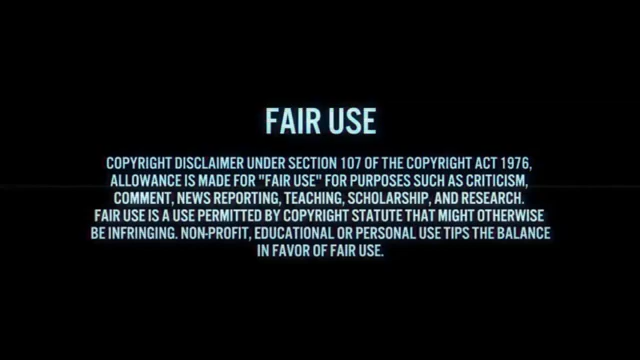 FAIR USE
COPYRIGHT DISCLAIMER UNDER SECTION 107 OF THE COPYRIGHT ACT 1976,
ALLOWANCE IS MADE FOR "FAIR USE" FOR PURPOSES SUCH AS CRITICISM,
COMMENT, NEWS REPORTING, TEACHING, SCHOLARSHIP, AND RESEARCH.
FAIR USE IS A USE PERMITTED BY COPYRIGHT STATUTE THAT MIGHT OTHERWISE
BE INFRINGING. NON-PROFIT, EDUCATIONAL OR PERSONAL USE TIPS THE BALANCE
IN FAVOR OF FAIR USE.